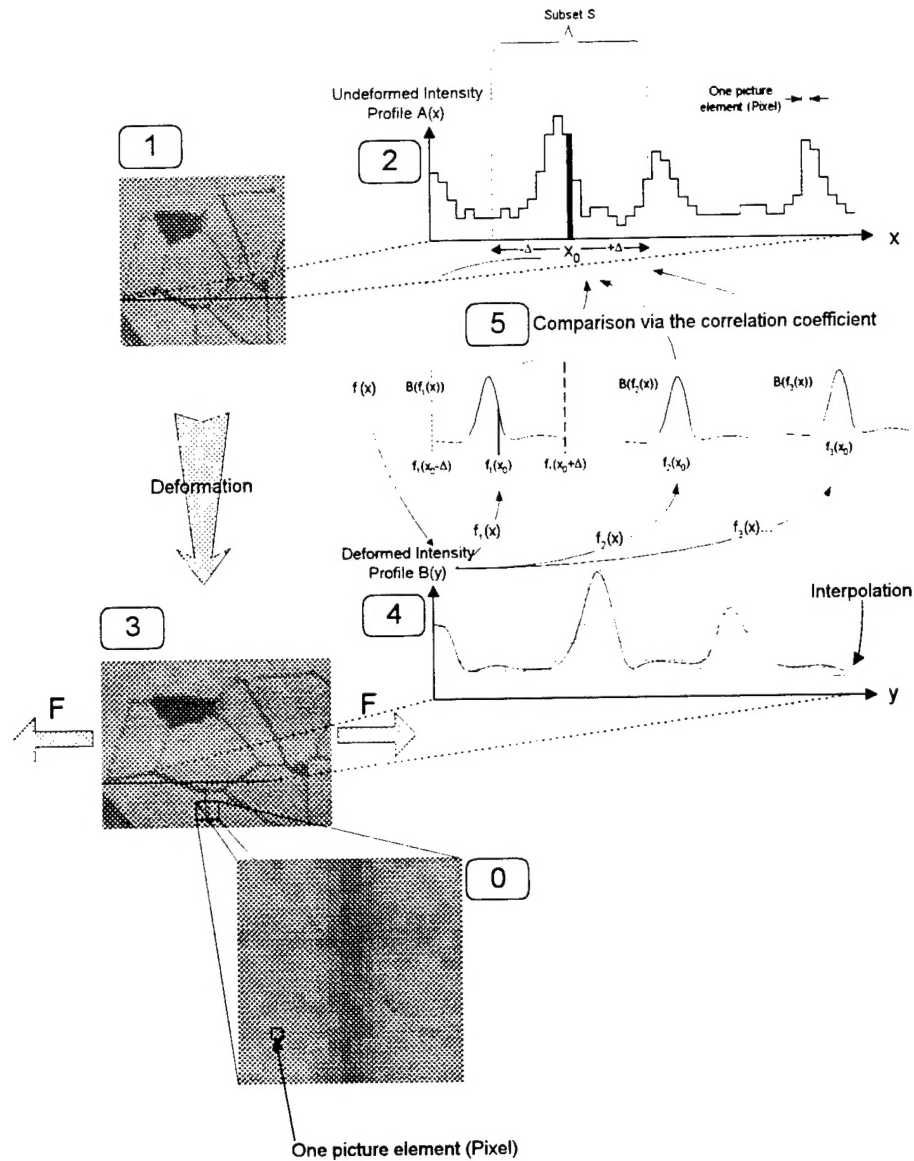 Subset S
Undeformed Intensity
Profile A(x)
One picture
element (Pixel)
1
2
-Δ
x₀
+Δ
x
5
Comparison via the correlation coefficient
f (x)
B(f₁(x))
B(f₂(x))
B(f₃(x))
f₁(x₀-Δ)
f₁(x₀)
f₁(x₀+Δ)
f₂(x₀)
f₃(x₀)
Deformation
f₁(x)
f₂(x)
f₃(x)...
Deformed Intensity
Profile B(y)
Interpolation
3
4
y
F
F
0
One picture element (Pixel)